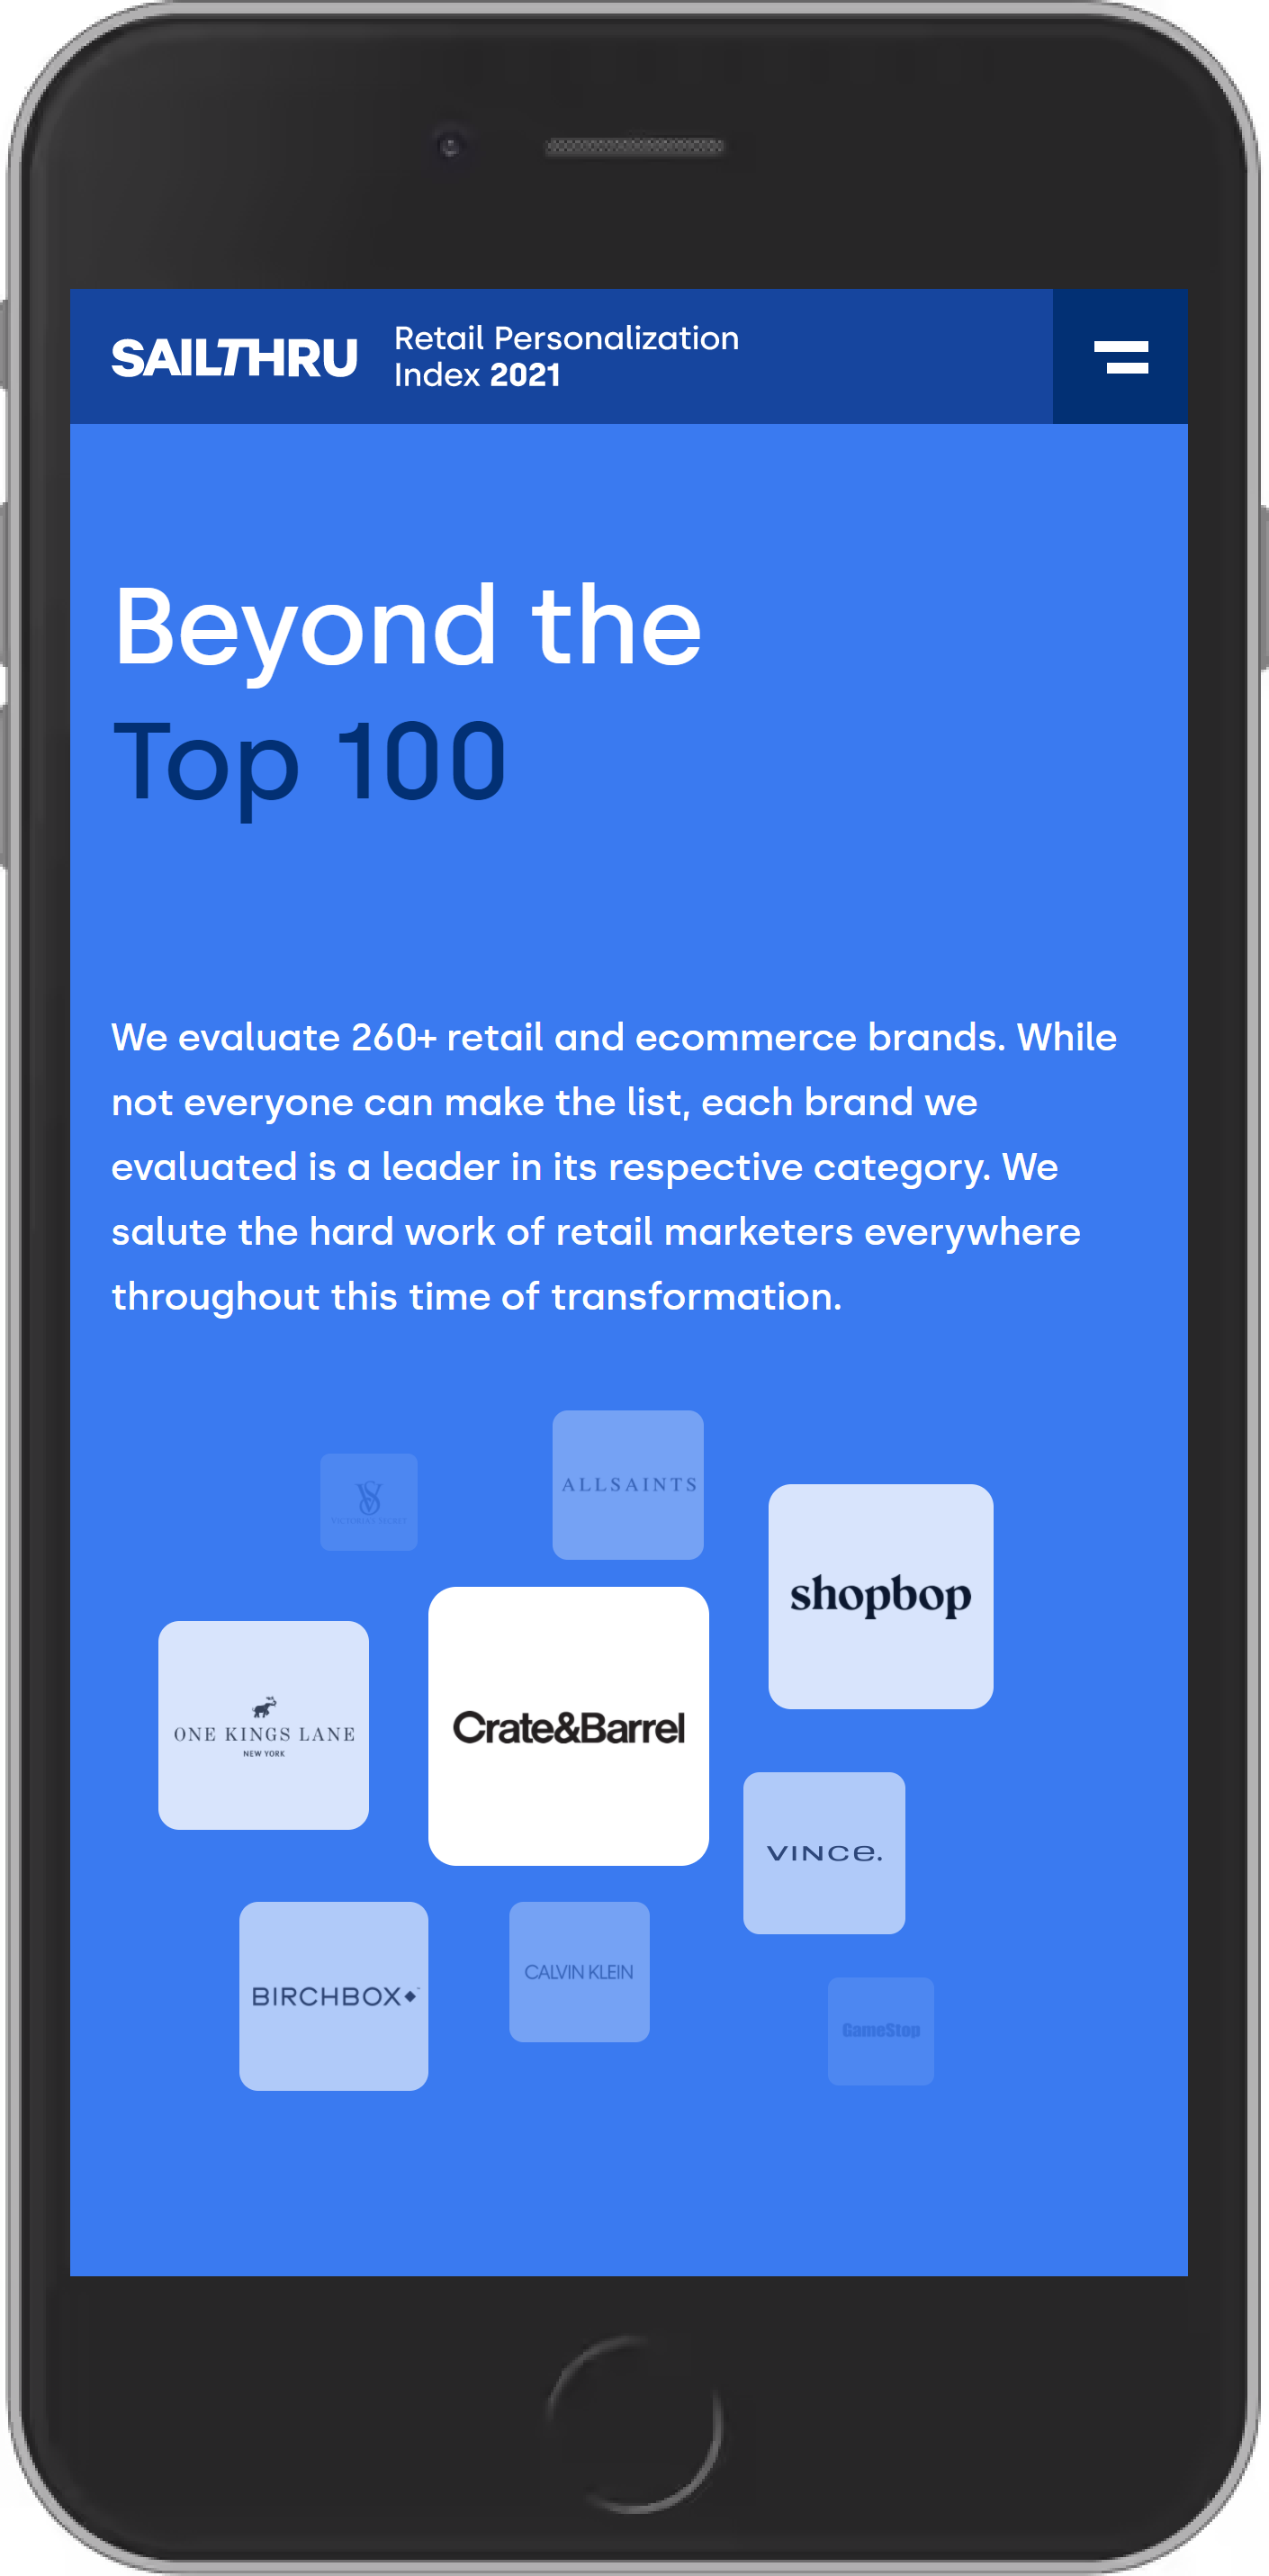 SAILTHRU
Retail Personalization
Index 2021
Beyond the
Top 100
We evaluate 260+ retail and ecommerce brands. While
not everyone can make the list, each brand we
evaluated is a leader in its respective category. We
salute the hard work of retail marketers everywhere
throughout this time of transformation.
VS
VICTORIA'S SECRET
ALLSAINTS
shopbop
ONE KINGS LANE
NEW YORK
Crate&Barrel
VINCE.
BIRCHBOX
CALVIN KLEIN
GameStop